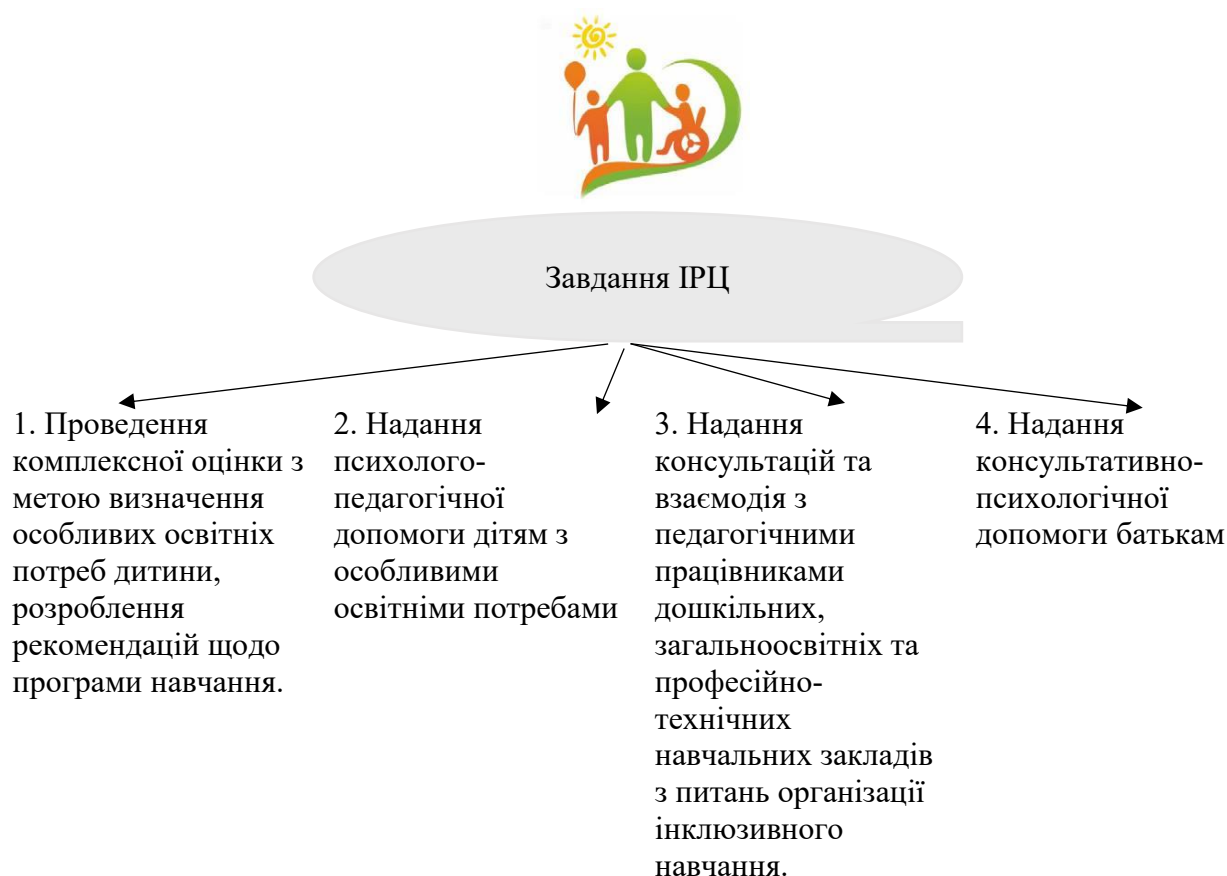 Завдання ІРЦ
1. Проведення
комплексної оцінки з
метою визначення
особливих освітніх
потреб дитини,
розроблення
рекомендацій щодо
програми навчання.
2. Надання
психолого-
педагогічної
допомоги дітям з
особливими
освітніми потребами
3. Надання
консультацій та
взаємодія з
педагогічними
працівниками
дошкільних,
загальноосвітніх та
професійно-
технічних
навчальних закладів
з питань організації
інклюзивного
навчання.
4. Надання
консультативно-
психологічної
допомоги батькам